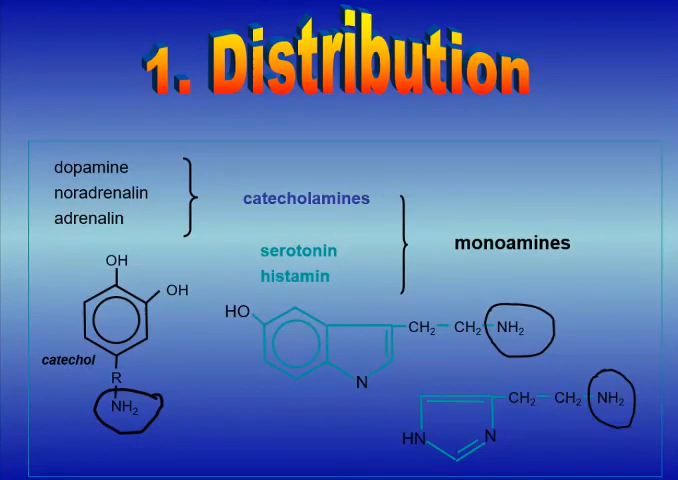 1. Distribution
dopamine
noradrenalin
adrenalin
catecholamines
serotonin
histamin
monoamines
OH
OH
catechol
R
NH₂
HO
CH₂
CH₂
NH₂
N
CH₂
CH₂
NH₂
HN
N